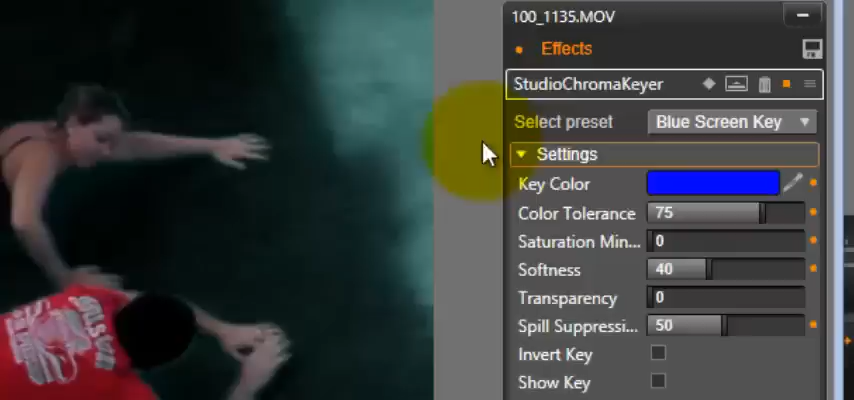 100_1135.MOV
Effects
StudioChromaKeyer
Select preset Blue Screen Key
Settings
Key Color
Color Tolerance 75
Saturation Min... 0
Softness 40
Transparency 0
Spill Suppressi... 50
Invert Key
Show Key